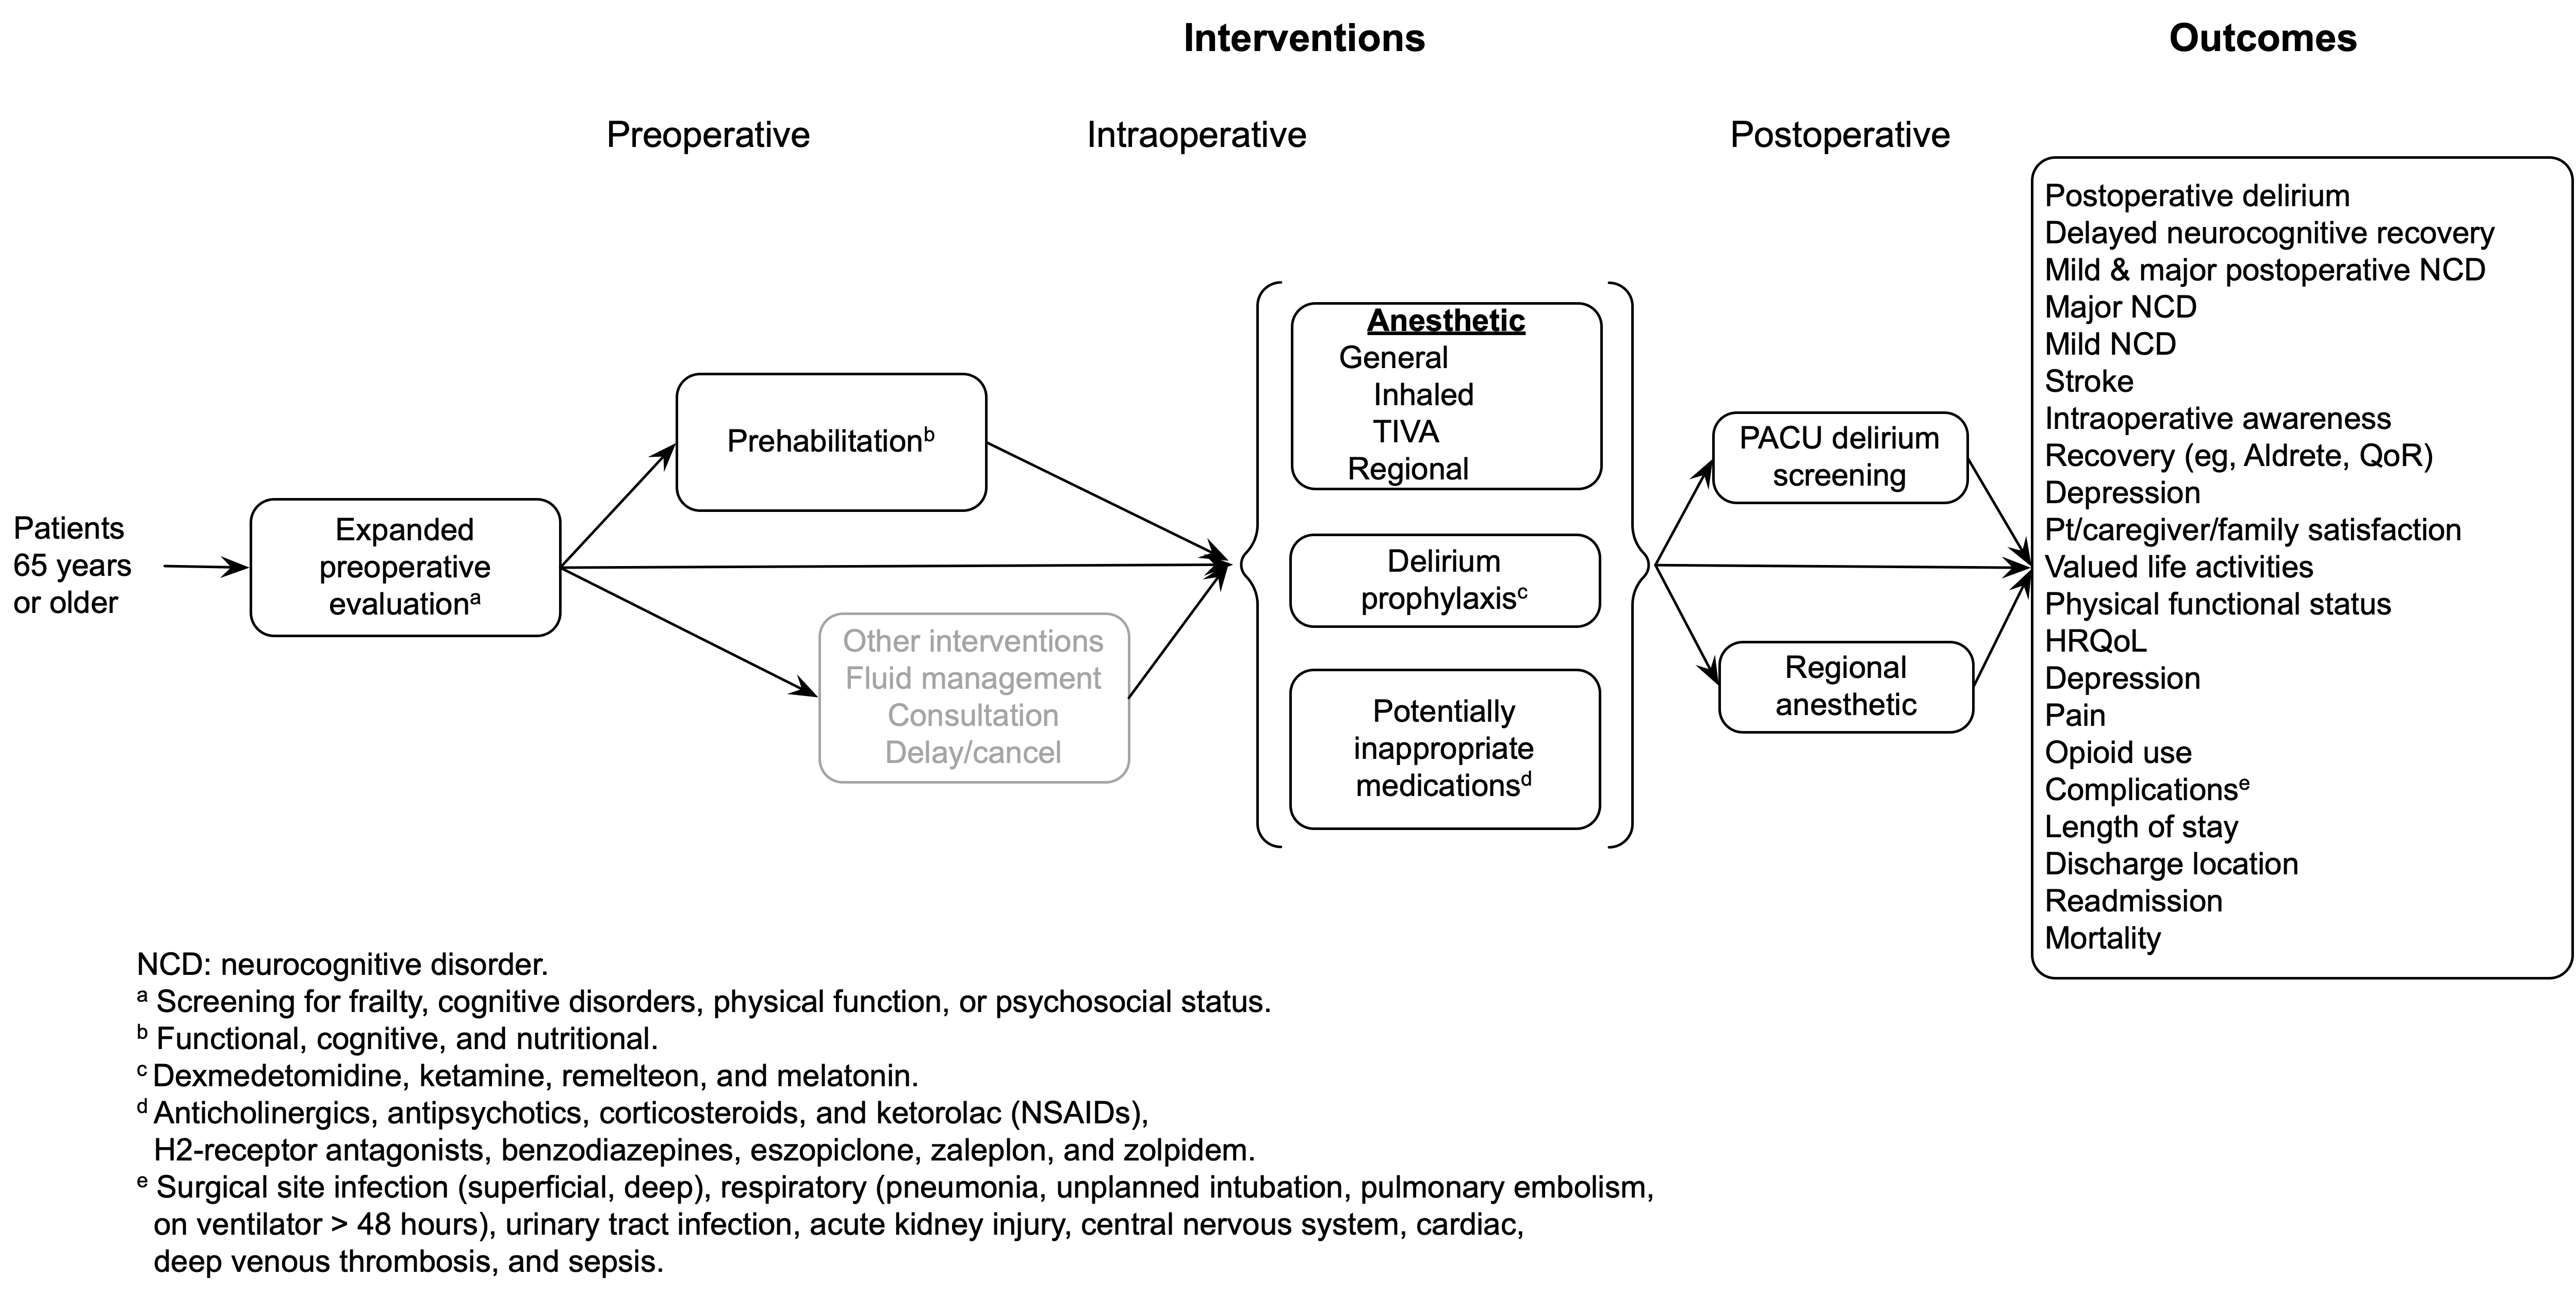 Interventions
Outcomes
Preoperative
Intraoperative
Postoperative
Patients
65 years
or older
Expanded
preoperative
evaluationᵃ
Prehabilitationᵇ
Other interventions
Fluid management
Consultation
Delay/cancel
Anesthetic
General
Inhaled
TIVA
Regional
Delirium
prophylaxisᶜ
Potentially
inappropriate
medicationsᵈ
PACU delirium
screening
Regional
anesthetic
Postoperative delirium
Delayed neurocognitive recovery
Mild & major postoperative NCD
Major NCD
Mild NCD
Stroke
Intraoperative awareness
Recovery (eg, Aldrete, QoR)
Depression
Pt/caregiver/family satisfaction
Valued life activities
Physical functional status
HRQoL
Depression
Pain
Opioid use
Complicationsᵉ
Length of stay
Discharge location
Readmission
Mortality
NCD: neurocognitive disorder.
ᵃ Screening for frailty, cognitive disorders, physical function, or psychosocial status.
ᵇ Functional, cognitive, and nutritional.
ᶜ Dexmedetomidine, ketamine, remelteon, and melatonin.
ᵈ Anticholinergics, antipsychotics, corticosteroids, and ketorolac (NSAIDs),
H2-receptor antagonists, benzodiazepines, eszopiclone, zaleplon, and zolpidem.
ᵉ Surgical site infection (superficial, deep), respiratory (pneumonia, unplanned intubation, pulmonary embolism,
on ventilator > 48 hours), urinary tract infection, acute kidney injury, central nervous system, cardiac,
deep venous thrombosis, and sepsis.